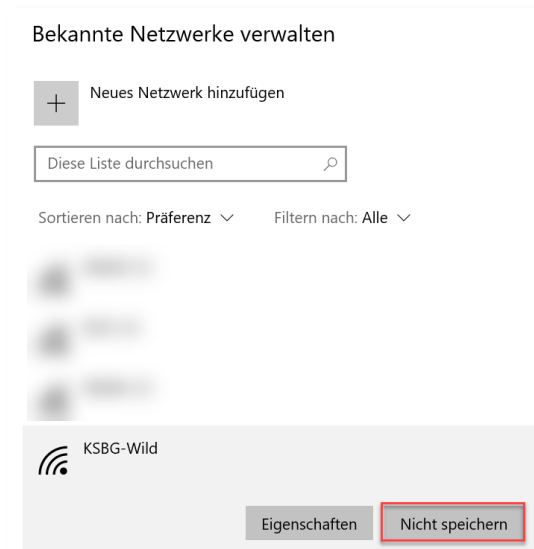 Bekannte Netzwerke verwalten
Neues Netzwerk hinzufügen
Diese Liste durchsuchen
Sortieren nach: Präferenz Filtern nach: Alle
KSBG-Wild
Eigenschaften Nicht speichern